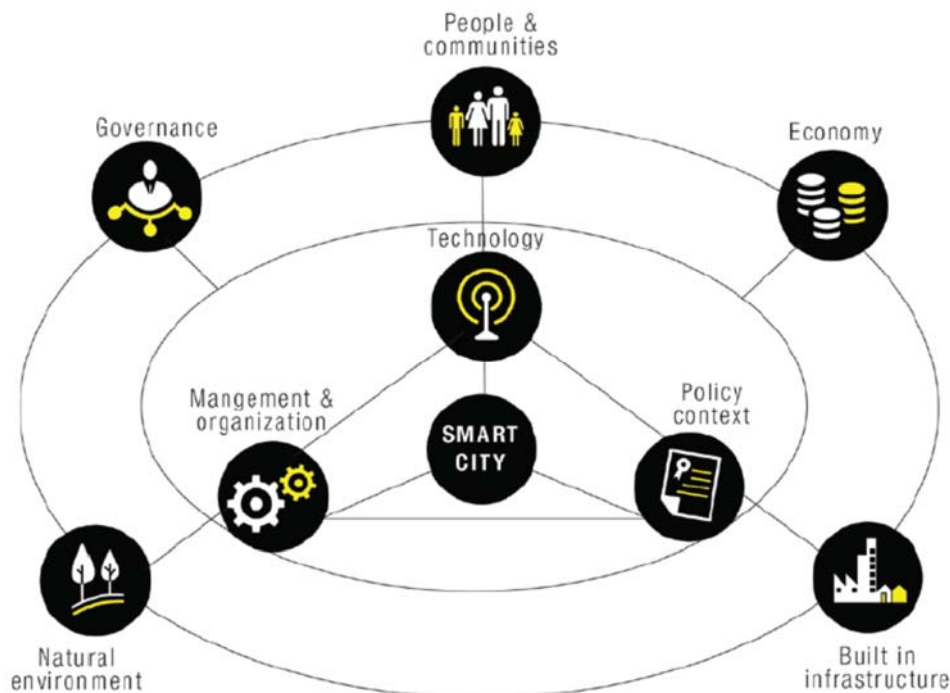 People &
communities
Governance
Economy
Technology
Mangement &
organization
Policy
context
SMART
CITY
Natural
environment
Built in
infrastructure